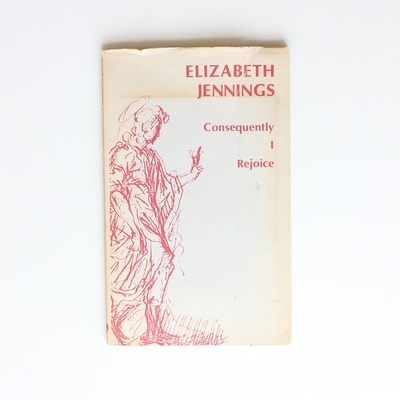 ELIZABETH
JENNINGS
Consequently
I
Rejoice